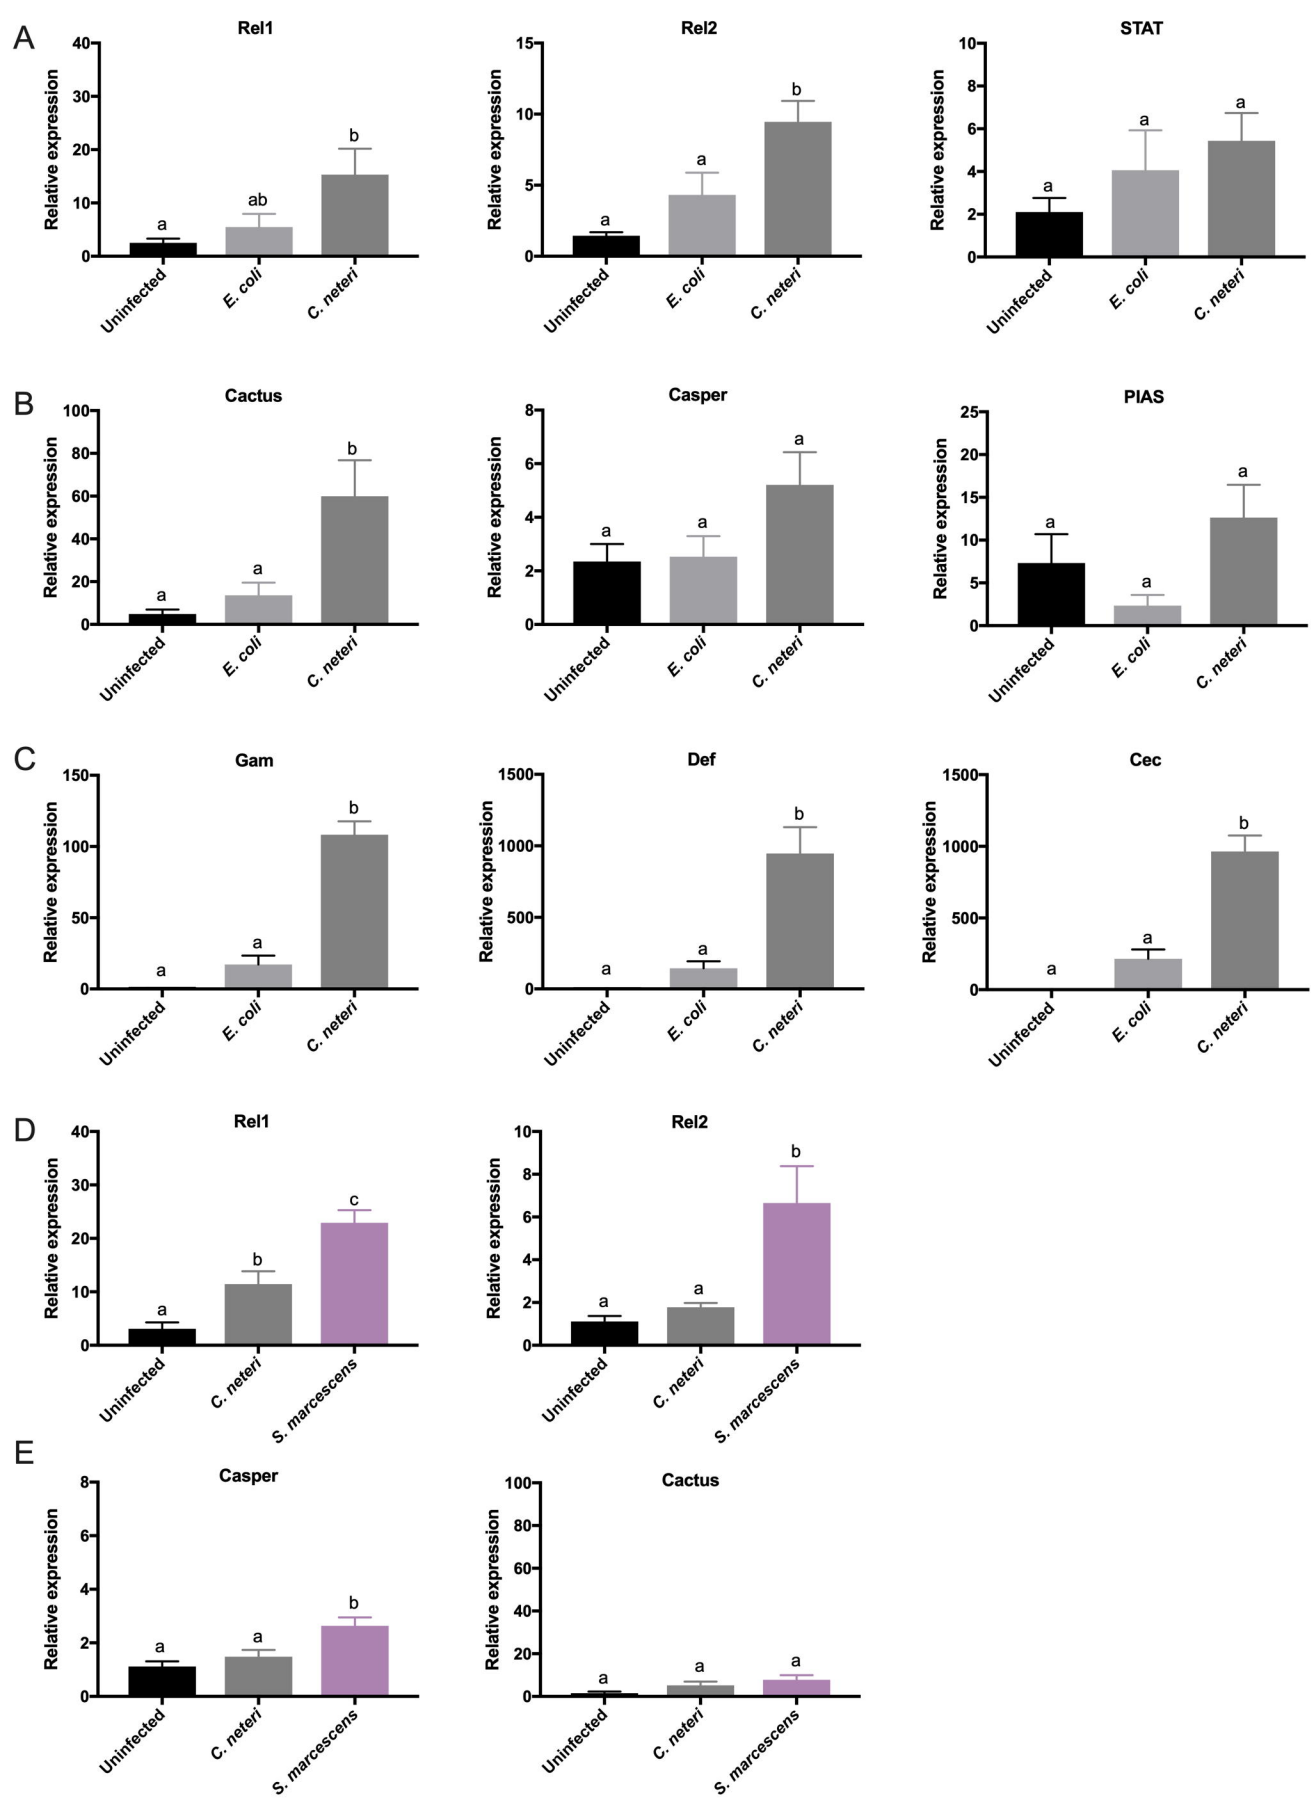 A
Rel1
Relative expression
40
30
20
10
0
a
ab
b
Uninfected
E. coli
C. neteri
Rel2
Relative expression
15
10
5
0
a
a
b
Uninfected
E. coli
C. neteri
STAT
Relative expression
10
8
6
4
2
0
a
a
a
Uninfected
E. coli
C. neteri
B
Cactus
Relative expression
100
80
60
40
20
0
a
a
b
Uninfected
E. coli
C. neteri
Casper
Relative expression
8
6
4
2
0
a
a
a
Uninfected
E. coli
C. neteri
PIAS
Relative expression
25
20
15
10
5
0
a
a
a
Uninfected
E. coli
C. neteri
C
Gam
Relative expression
150
100
50
0
a
a
b
Uninfected
E. coli
C. neteri
Def
Relative expression
1500
1000
500
0
a
a
b
Uninfected
E. coli
C. neteri
Cec
Relative expression
1500
1000
500
0
a
a
b
Uninfected
E. coli
C. neteri
D
Rel1
Relative expression
40
30
20
10
0
a
b
c
Uninfected
C. neteri
S. marcescens
Rel2
Relative expression
10
8
6
4
2
0
a
a
b
Uninfected
C. neteri
S. marcescens
E
Casper
Relative expression
8
6
4
2
0
a
a
b
Uninfected
C. neteri
S. marcescens
Cactus
Relative expression
100
80
60
40
20
0
a
a
a
Uninfected
C. neteri
S. marcescens